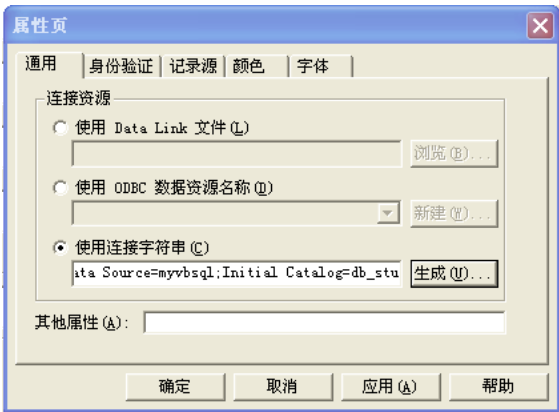 属性页
通用 身份验证 记录源 颜色 字体
连接资源
使用 Data Link 文件(L)
浏览(B)...
使用 ODBC 数据资源名称(D)
新建(W)...
使用连接字符串(C)
ata Source=myvbsql;Initial Catalog=db_stu 生成(U)...
其他属性(A):
确定 取消 应用(A) 帮助